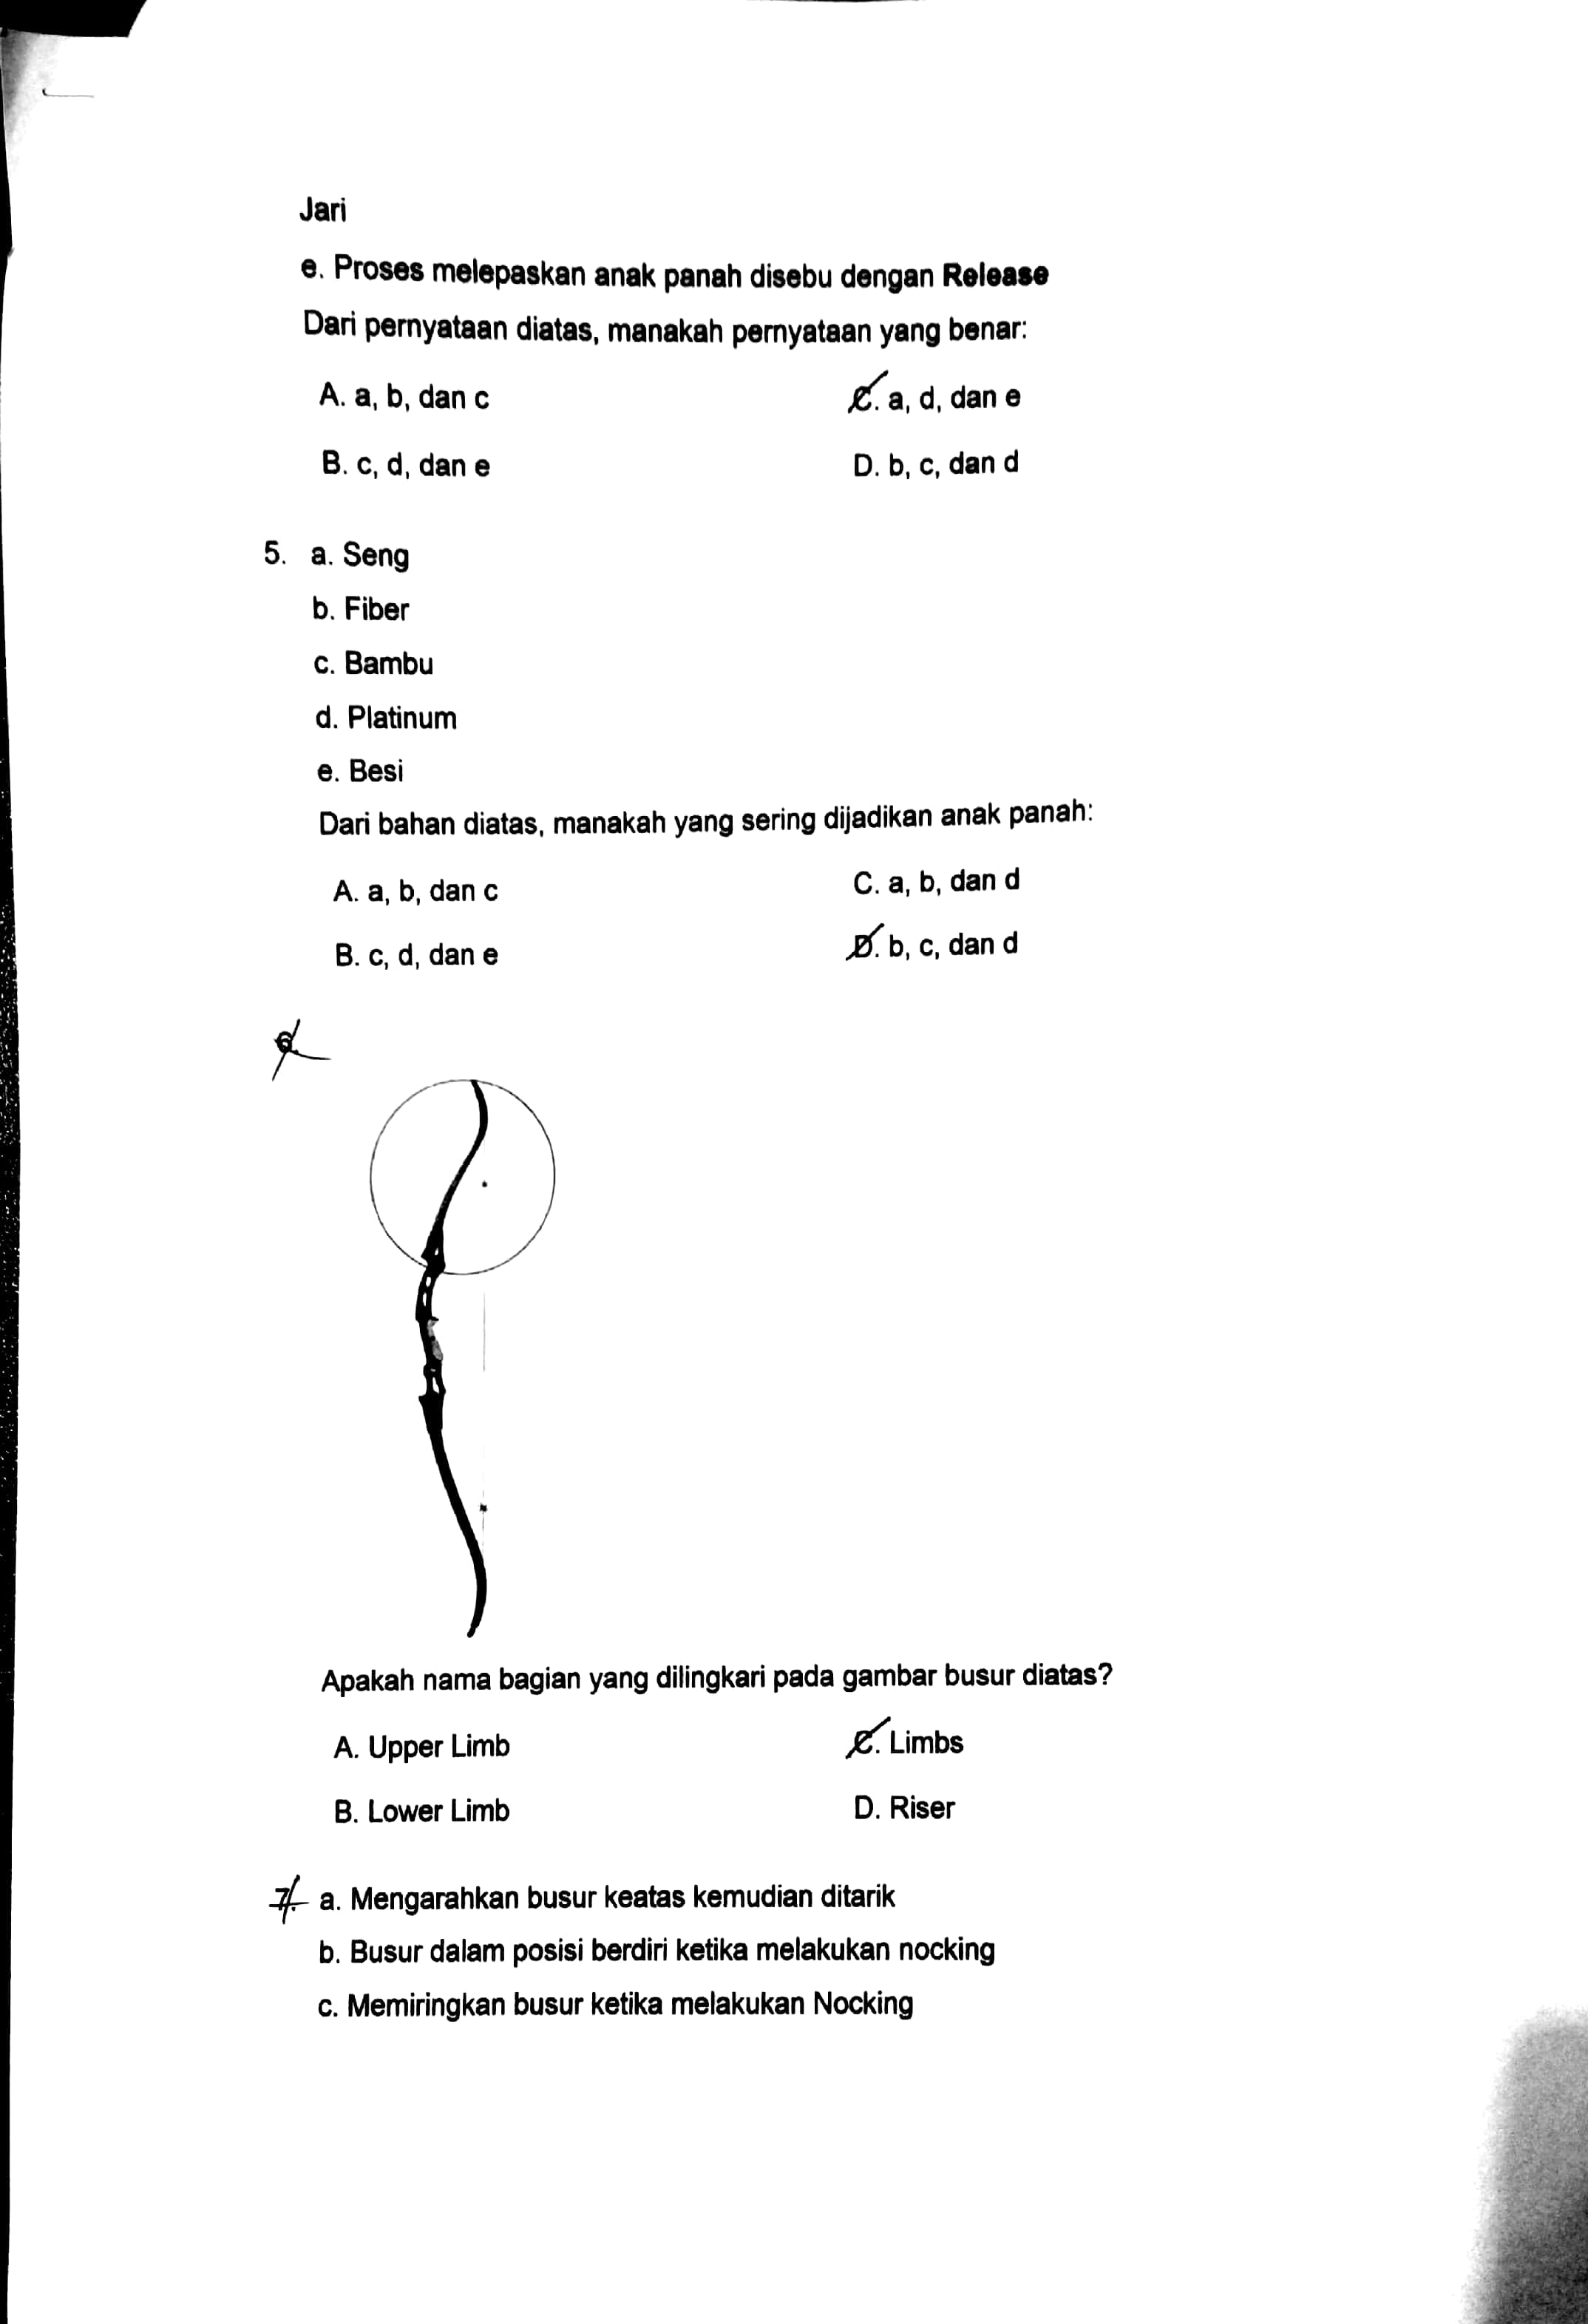 Jari
e. Proses melepaskan anak panah disebu dengan Release
Dari pernyataan diatas, manakah pernyataan yang benar:
A. a, b, dan c
C. a, d, dan e
B. c, d, dan e
D. b, c, dan d
5. a. Seng
b. Fiber
c. Bambu
d. Platinum
e. Besi
Dari bahan diatas, manakah yang sering dijadikan anak panah:
A. a, b, dan c
C. a, b, dan d
B. c, d, dan e
D. b, c, dan d
6.
Apakah nama bagian yang dilingkari pada gambar busur diatas?
A. Upper Limb
C. Limbs
B. Lower Limb
D. Riser
7. a. Mengarahkan busur keatas kemudian ditarik
b. Busur dalam posisi berdiri ketika melakukan nocking
c. Memiringkan busur ketika melakukan Nocking